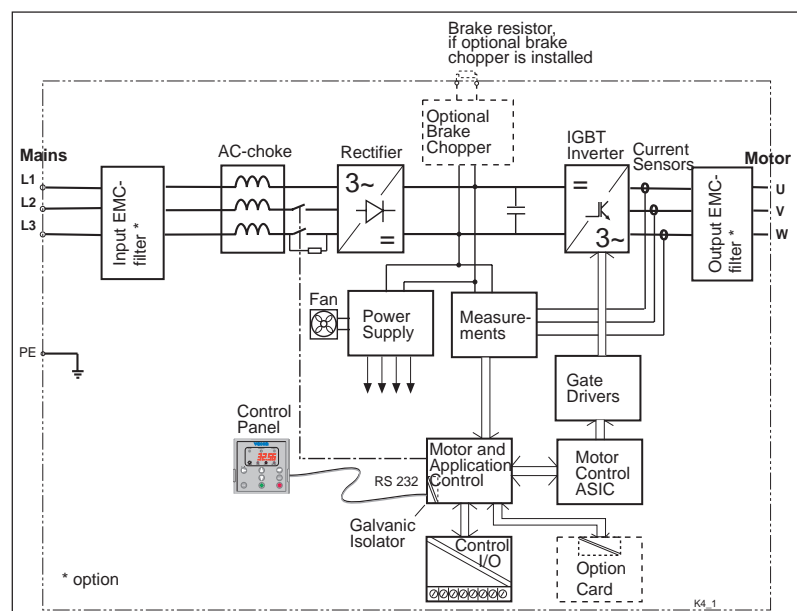 Brake resistor,
if optional brake
chopper is installed
Optional
Brake
Chopper
Mains
AC-choke
Rectifier
IGBT
Inverter
Current
Sensors
Motor
L1
L2
L3
Input EMC-
filter *
3~
=
=
3~
Output EMC-
filter *
U
V
W
Fan
Power
Supply
Measure-
ments
PE
Gate
Drivers
Control
Panel
Motor and
Application
Control
RS 232
Motor
Control
ASIC
Galvanic
Isolator
Control
I/O
Option
Card
* option
K4_1